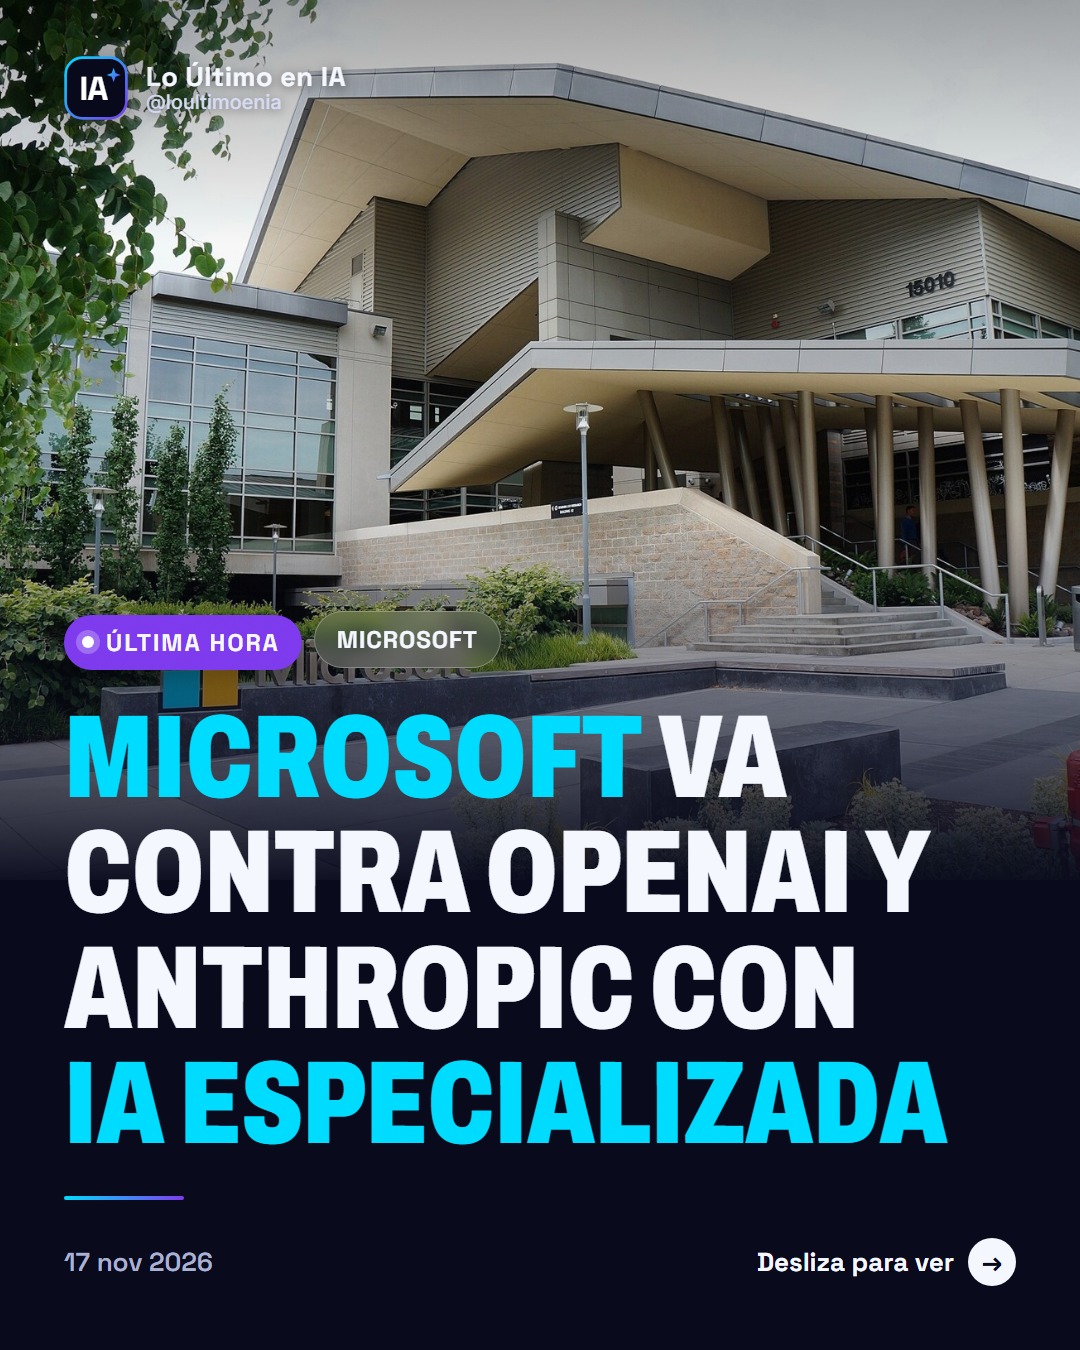 IA
Lo Último en IA
@loultimoenia
15010
ÚLTIMA HORA
MICROSOFT
Microsoft
MICROSOFT VA
CONTRA OPENAI Y
ANTHROPIC CON
IA ESPECIALIZADA
17 nov 2026
Desliza para ver →